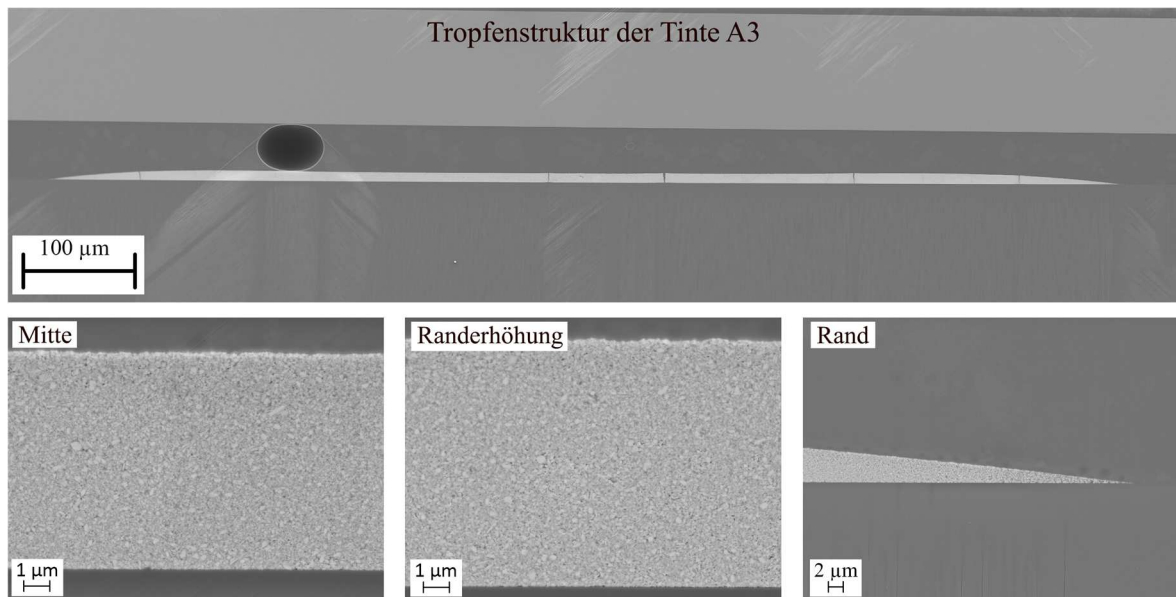 Tropfenstruktur der Tinte A3
100 µm
Mitte
Randerhöhung
Rand
1 µm
1 µm
2 µm